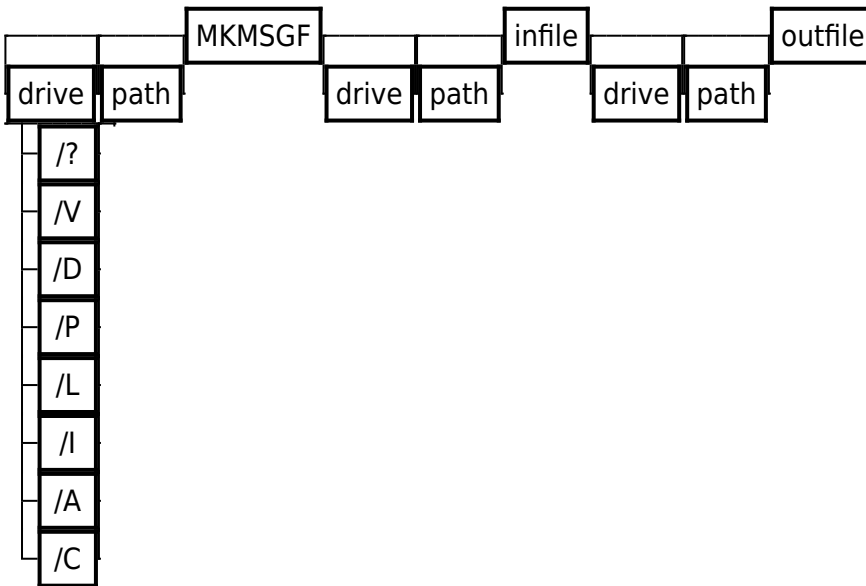 MKMSGF infile outfile
drive path drive path drive path
/?
/V
/D
/P
/L
/I
/A
/C